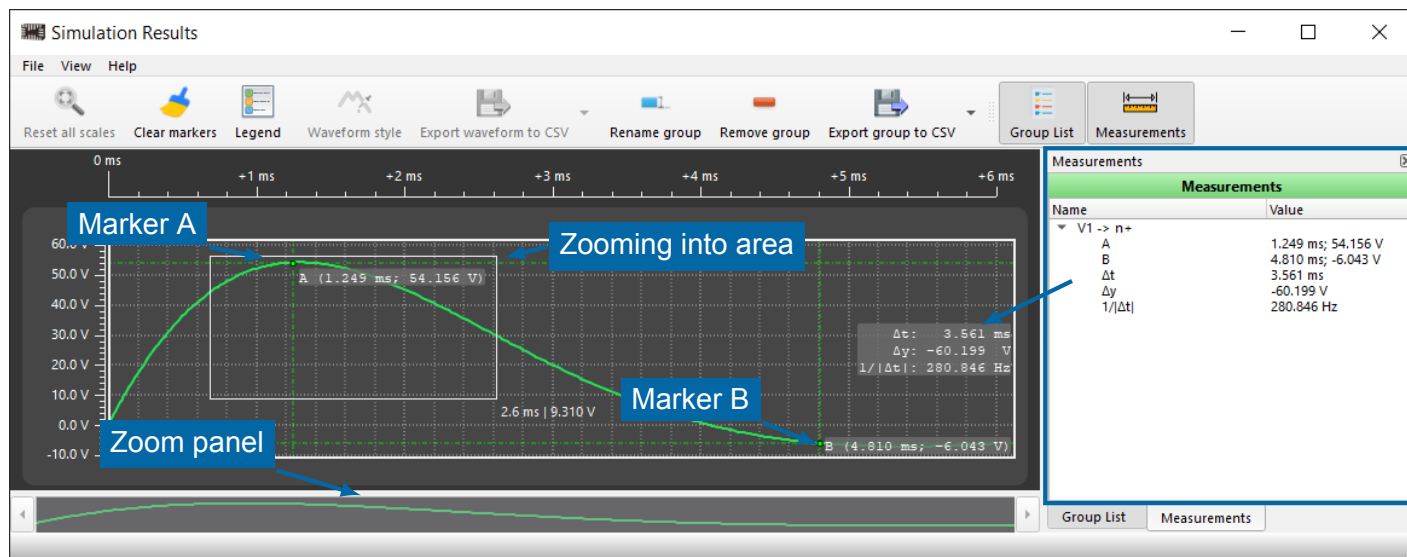 Simulation Results
File View Help
Reset all scales Clear markers Legend Waveform style Export waveform to CSV Rename group Remove group Export group to CSV Group List Measurements
0 ms
+1 ms +2 ms +3 ms +4 ms +5 ms +6 ms
Measurements
Measurements
Name Value
V1 -> n+
A 1.249 ms; 54.156 V
B 4.810 ms; -6.043 V
Δt 3.561 ms
Δy -60.199 V
1/|Δt| 280.846 Hz
Marker A
Zooming into area
60.0 V
50.0 V
40.0 V
30.0 V
20.0 V
10.0 V
0.0 V
-10.0 V
A (1.249 ms; 54.156 V)
Δt: 3.561 ms
Δy: -60.199 V
1/|Δt|: 280.846 Hz
2.6 ms | 9.310 V
Marker B
B (4.810 ms; -6.043 V)
Zoom panel
Group List Measurements